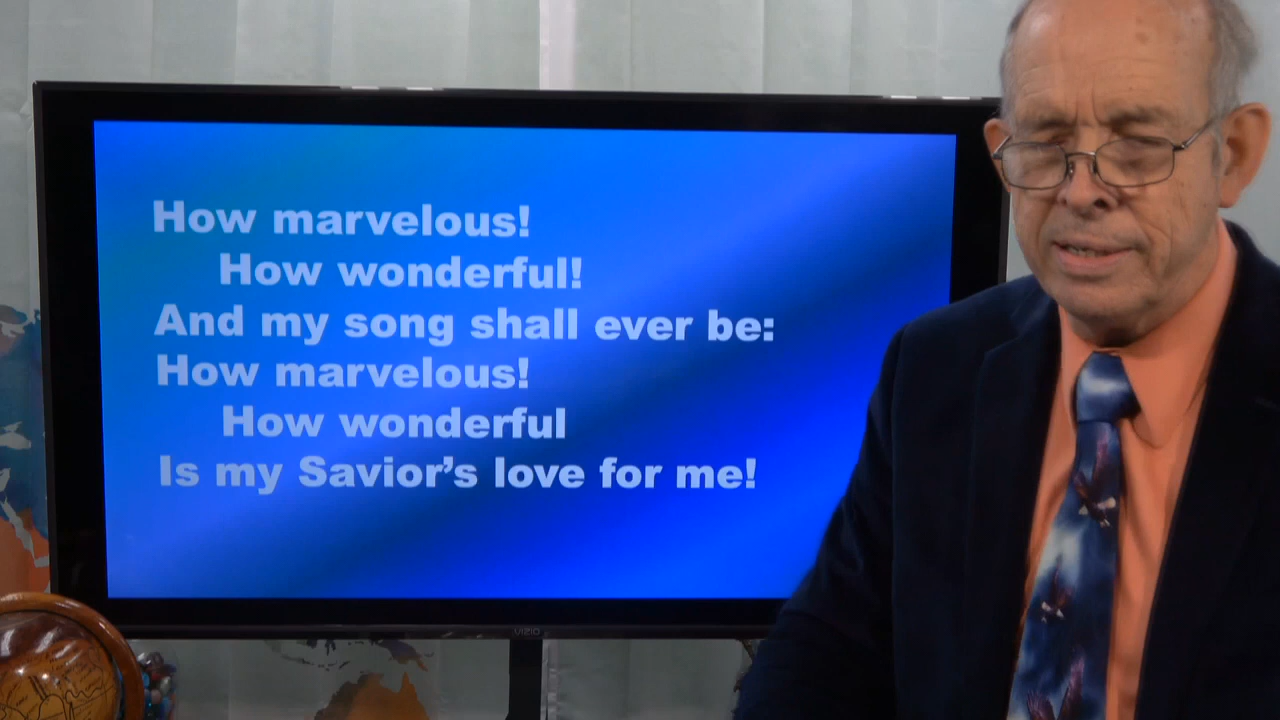 How marvelous!
How wonderful!
And my song shall ever be:
How marvelous!
How wonderful
Is my Savior’s love for me!
VIZIO